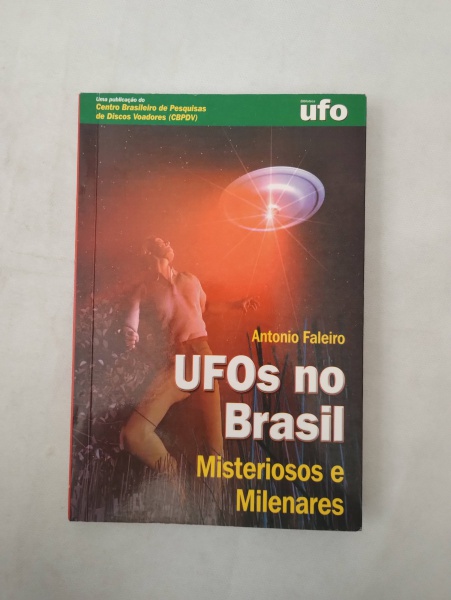 Uma publicação do
Centro Brasileiro de Pesquisas
de Discos Voadores (CBPDV)
Biblioteca
ufo
Antonio Faleiro
UFOs no
Brasil
Misteriosos e
Milenares